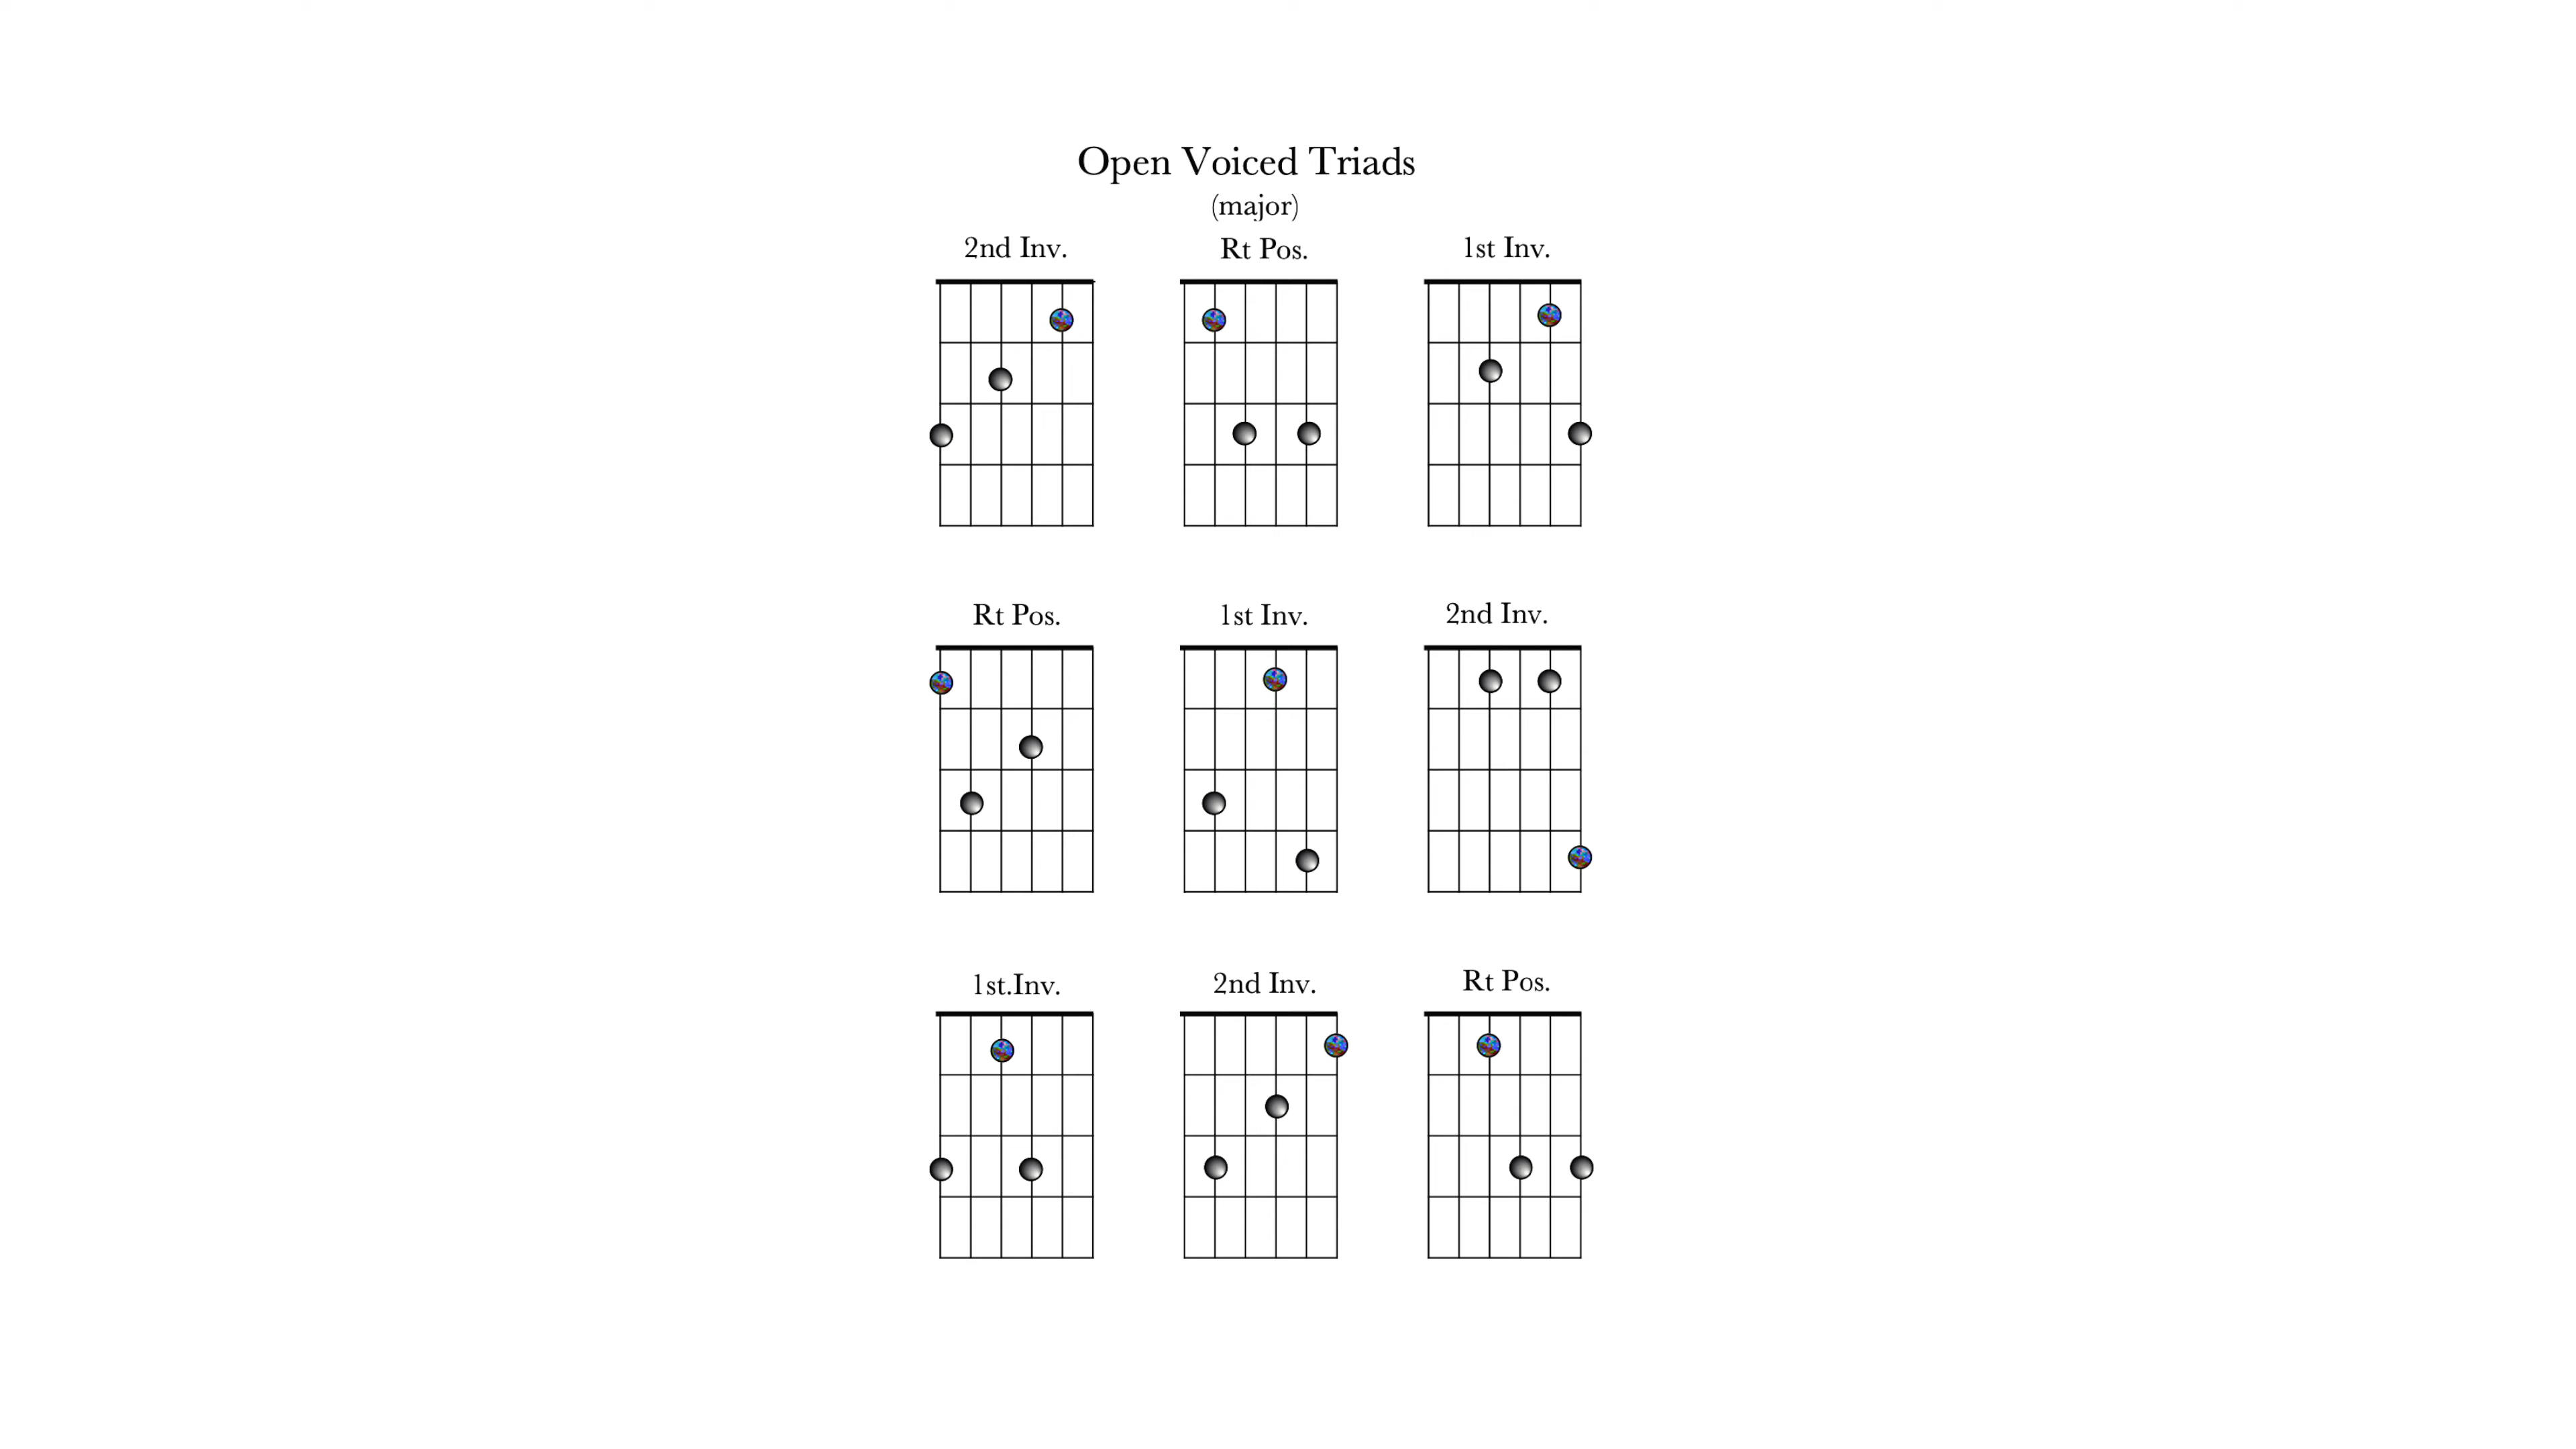 Open Voiced Triads
(major)
2nd Inv.
Rt Pos.
1st Inv.
Rt Pos.
1st Inv.
2nd Inv.
1st.Inv.
2nd Inv.
Rt Pos.